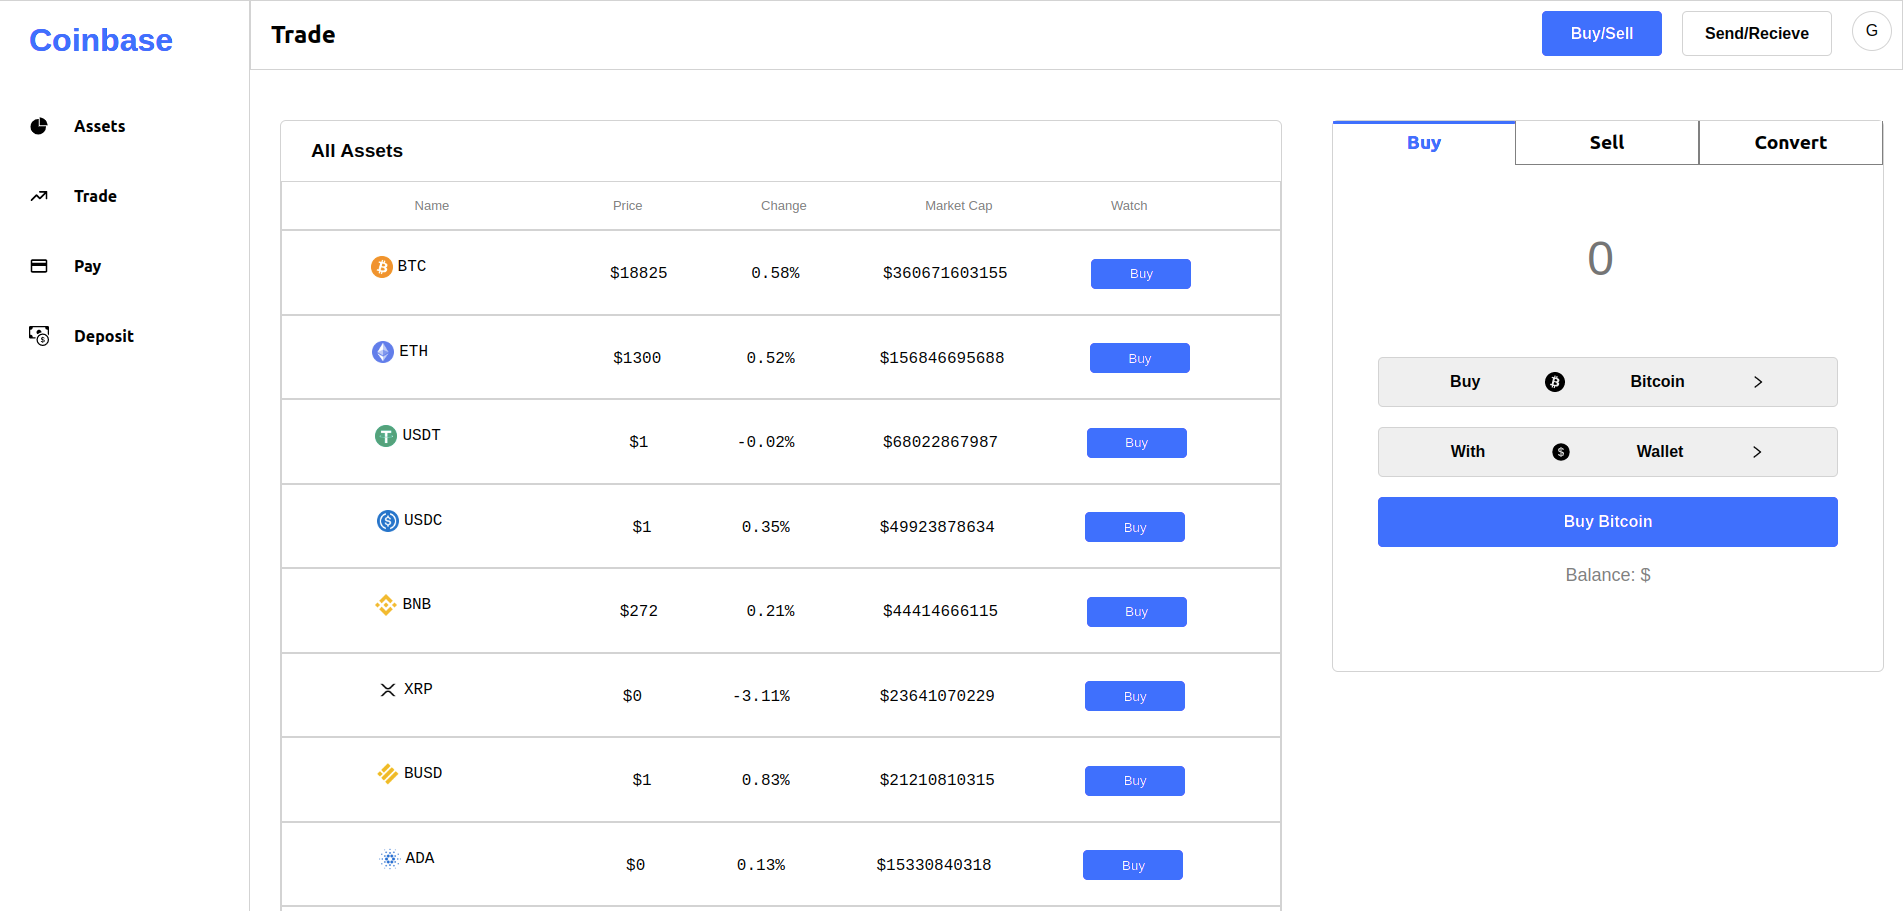 Coinbase
Assets
Trade
Pay
Deposit
Trade
Buy/Sell
Send/Recieve
G
All Assets
Name Price Change Market Cap Watch
BTC $18825 0.58% $360671603155 Buy
ETH $1300 0.52% $156846695688 Buy
USDT $1 -0.02% $68022867987 Buy
USDC $1 0.35% $49923878634 Buy
BNB $272 0.21% $44414666115 Buy
XRP $0 -3.11% $23641070229 Buy
BUSD $1 0.83% $21210810315 Buy
ADA $0 0.13% $15330840318 Buy
Buy Sell Convert
0
Buy Bitcoin >
With $ Wallet >
Buy Bitcoin
Balance: $